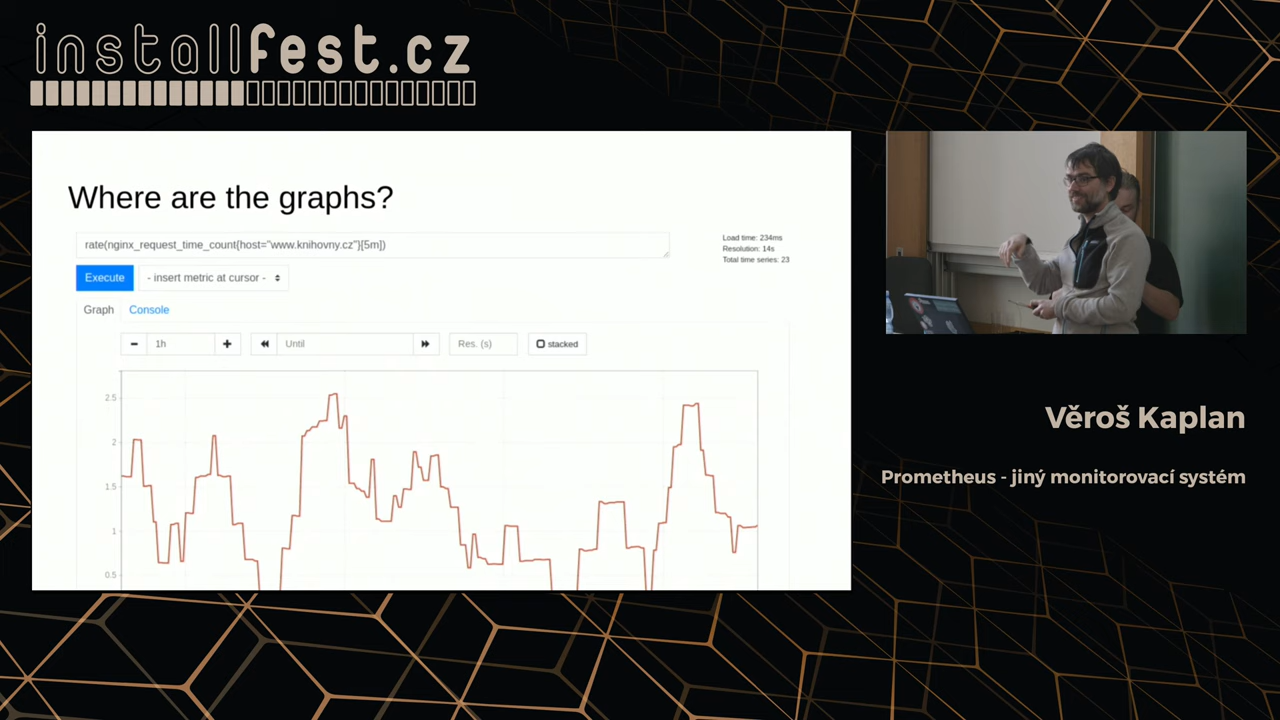 installfest.cz
Where are the graphs?
rate(nginx_request_time_count{host="www.knihovny.cz"}[5m])
Load time: 234ms
Resolution: 14s
Total time series: 23
Execute
- insert metric at cursor -
Graph
Console
1h
Until
Res. (s)
stacked
2.5
2
1.5
1
0.5
Věroš Kaplan
Prometheus - jiný monitorovací systém